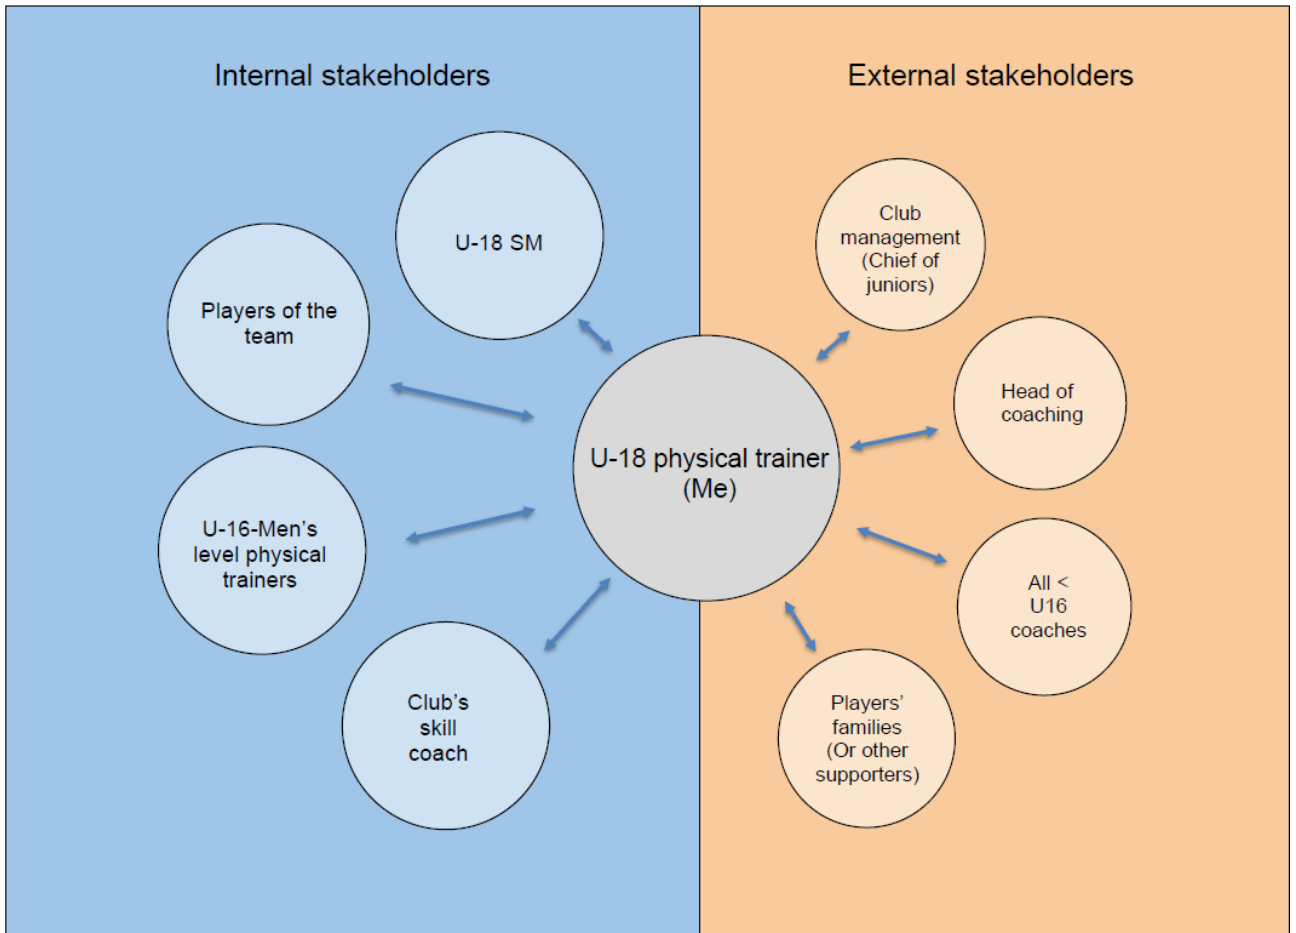 Internal stakeholders
External stakeholders
U-18 SM
Players of the
team
U-16-Men's
level physical
trainers
Club's
skill
coach
U-18 physical trainer
(Me)
Club
management
(Chief of
juniors)
Head of
coaching
All <
U16
coaches
Players'
families
(Or other
supporters)